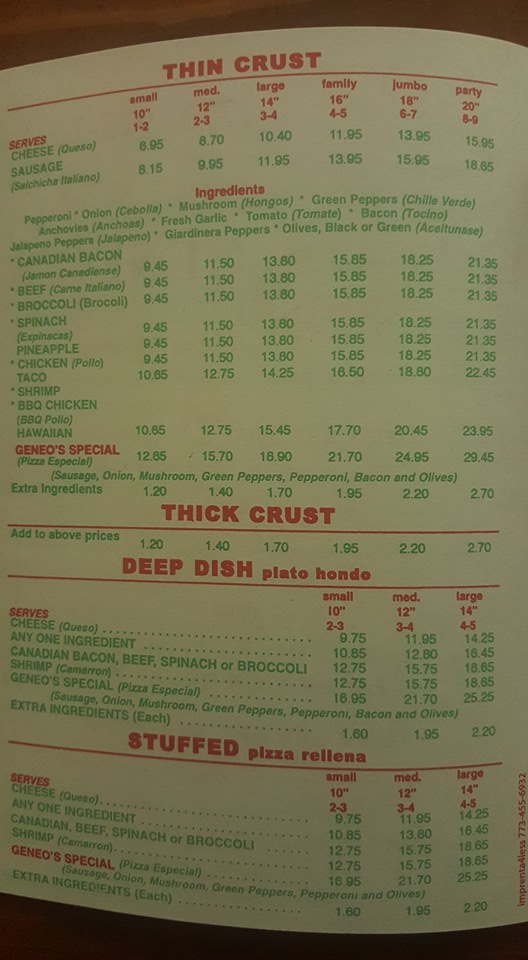 THIN CRUST
small med. large family jumbo party
10" 12" 14" 16" 18" 20"
SERVES 1-2 2-3 3-4 4-5 6-7 8-9
CHEESE (Queso) 6.95 8.70 10.40 11.95 13.95 15.95
SAUSAGE 8.15 9.95 11.95 13.95 15.95 18.65
(Salchicha Italiano)
Ingredients
Pepperoni * Onion (Cebolla) * Mushroom (Hongos) * Green Peppers (Chille Verde)
Anchovies (Anchoas) * Fresh Garlic * Tomato (Tomate) * Bacon (Tocino)
Jalapeno Peppers (Jalapeno) * Giardinera Peppers * Olives, Black or Green (Aceitunase)
* CANADIAN BACON 9.45 11.50 13.80 15.85 18.25 21.35
(Jamon Canadiense)
* BEEF (Carne Italiano) 9.45 11.50 13.80 15.85 18.25 21.35
* BROCCOLI (Brocoli) 9.45 11.50 13.80 15.85 18.25 21.35
* SPINACH 9.45 11.50 13.80 15.85 18.25 21.35
(Expinacas)
PINEAPPLE 9.45 11.50 13.80 15.85 18.25 21.35
* CHICKEN (Pollo) 9.45 11.50 13.80 15.85 18.25 21.35
TACO 10.65 12.75 14.25 16.50 18.80 22.45
* SHRIMP
* BBQ CHICKEN
(BBQ Pollo)
HAWAIIAN 10.65 12.75 15.45 17.70 20.45 23.95
GENEO'S SPECIAL 12.85 15.70 18.90 21.70 24.95 29.45
(Pizza Especial)
(Sausage, Onion, Mushroom, Green Peppers, Pepperoni, Bacon and Olives)
Extra Ingredients 1.20 1.40 1.70 1.95 2.20 2.70
THICK CRUST
Add to above prices 1.20 1.40 1.70 1.95 2.20 2.70
DEEP DISH plato hondo
small med. large
10" 12" 14"
SERVES 2-3 3-4 4-5
CHEESE (Queso) 9.75 11.95 14.25
ANY ONE INGREDIENT 10.85 12.80 16.45
CANADIAN BACON, BEEF, SPINACH or BROCCOLI 12.75 15.75 18.65
SHRIMP (Camarron) 12.75 15.75 18.65
GENEO'S SPECIAL (Pizza Especial) 16.95 21.70 25.25
(Sausage, Onion, Mushroom, Green Peppers, Pepperoni, Bacon and Olives)
EXTRA INGREDIENTS (Each) 1.60 1.95 2.20
STUFFED pizza rellena
small med. large
10" 12" 14"
SERVES 2-3 3-4 4-5
CHEESE (Queso) 9.75 11.95 14.25
ANY ONE INGREDIENT 10.85 13.60 16.45
CANADIAN, BEEF, SPINACH or BROCCOLI 12.75 15.75 18.65
SHRIMP (Camarron) 12.75 15.75 18.65
GENEO'S SPECIAL (Pizza Especial) 16.95 21.70 25.25
(Sausage, Onion, Mushroom, Green Peppers, Pepperoni and Olives)
EXTRA INGREDIENTS (Each) 1.60 1.95 2.20
imprenta4less 773-455-6932